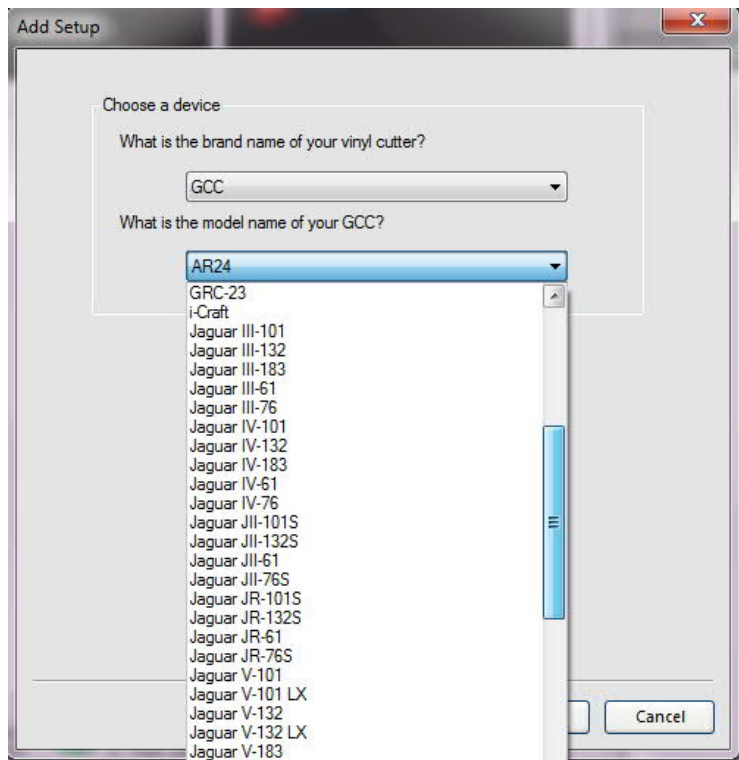 Add Setup
Choose a device
What is the brand name of your vinyl cutter?
GCC
What is the model name of your GCC?
AR24
GRC-23
i-Craft
Jaguar III-101
Jaguar III-132
Jaguar III-183
Jaguar III-61
Jaguar III-76
Jaguar IV-101
Jaguar IV-132
Jaguar IV-183
Jaguar IV-61
Jaguar IV-76
Jaguar JII-101S
Jaguar JII-132S
Jaguar JII-61
Jaguar JII-76S
Jaguar JR-101S
Jaguar JR-132S
Jaguar JR-61
Jaguar JR-76S
Jaguar V-101
Jaguar V-101 LX
Jaguar V-132
Jaguar V-132 LX
Jaguar V-183
Cancel